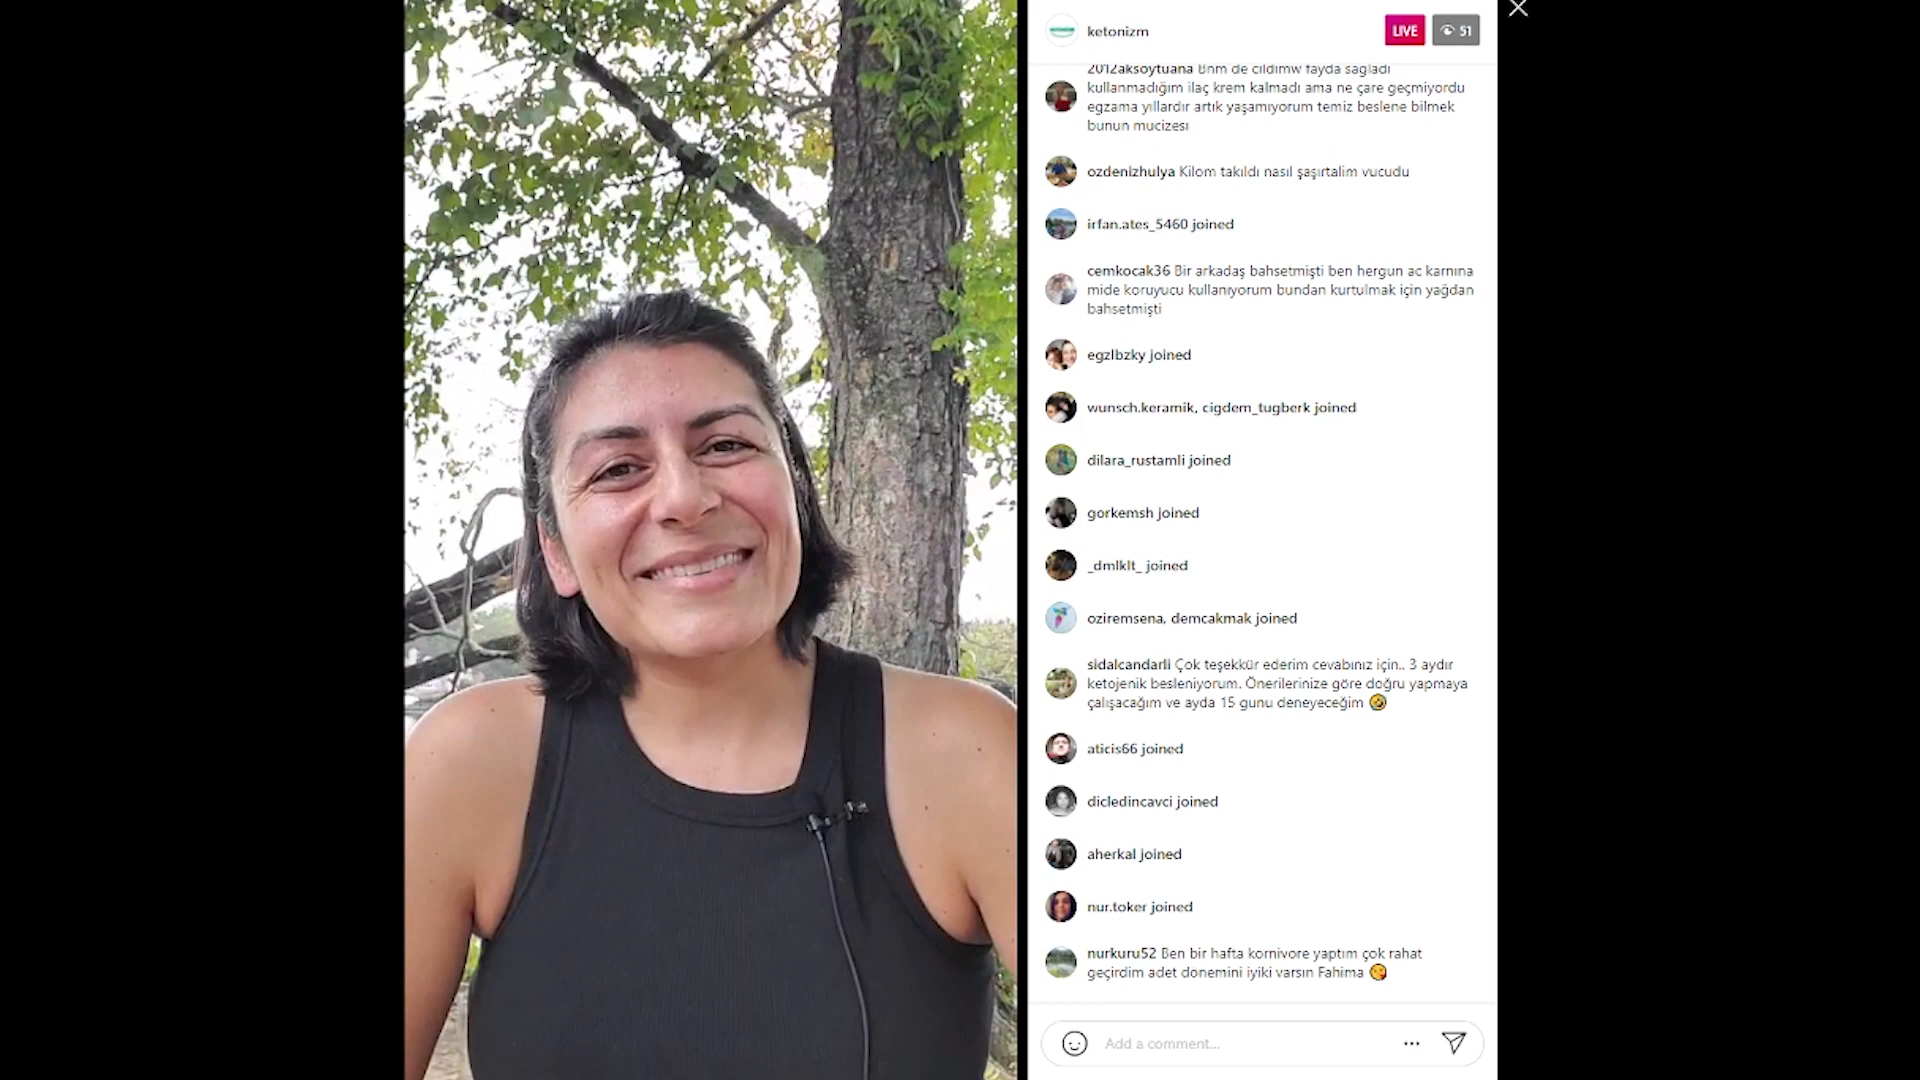 ketonizm
LIVE
51
2012aksoytuana Bnm de cildimw fayda sağladı
kullanmadığım ilaç krem kalmadı ama ne çare geçmiyordu
egzama yıllardır artık yaşamıyorum temiz beslene bilmek
bunun mucizesi
ozdenizhulya Kilom takıldı nasıl şaşırtalim vucudu
irfan.ates_5460 joined
cemkocak36 Bir arkadaş bahsetmişti ben hergun ac karnına
mide koruyucu kullanıyorum bundan kurtulmak için yağdan
bahsetmişti
egzlbzky joined
wunsch.keramik, cigdem_tugberk joined
dilara_rustamli joined
gorkemsh joined
_dmlklt_ joined
oziremsena, demcakmak joined
sidalcandarli Çok teşekkür ederim cevabınız için.. 3 aydır
ketojenik besleniyorum. Önerilerinize göre doğru yapmaya
çalışacağım ve ayda 15 gunu deneyeceğim 🤣
aticis66 joined
dicledincavci joined
aherkal joined
nur.toker joined
nurkuru52 Ben bir hafta kornivore yaptım çok rahat
geçirdim adet donemini iyiki varsın Fahima 😘
Add a comment...